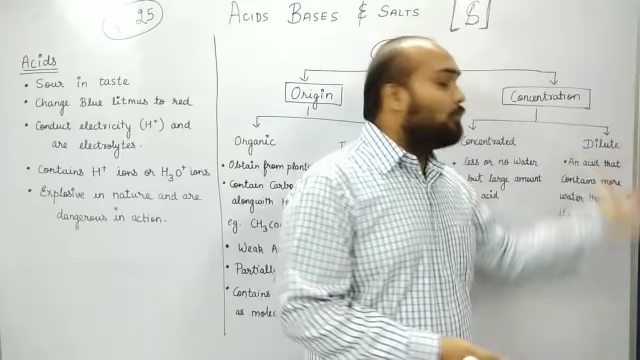 25
ACIDS BASES & SALTS
Acids
• Sour in taste
• Change Blue litmus to red
• Conduct electricity (H⁺) and
are electrolytes.
• Contains H⁺ ions or H₃O⁺ ions
• Explosive in nature and are
dangerous in action.
Origin
Organic
• Obtain from plant
• Contain
alongwith
eg. CH₃
• Weak
• Partially
• Contains
as
Concentration
Concentrated
• Less or no water
but large amount
acid
Dilute
• An acid that
contains more
water